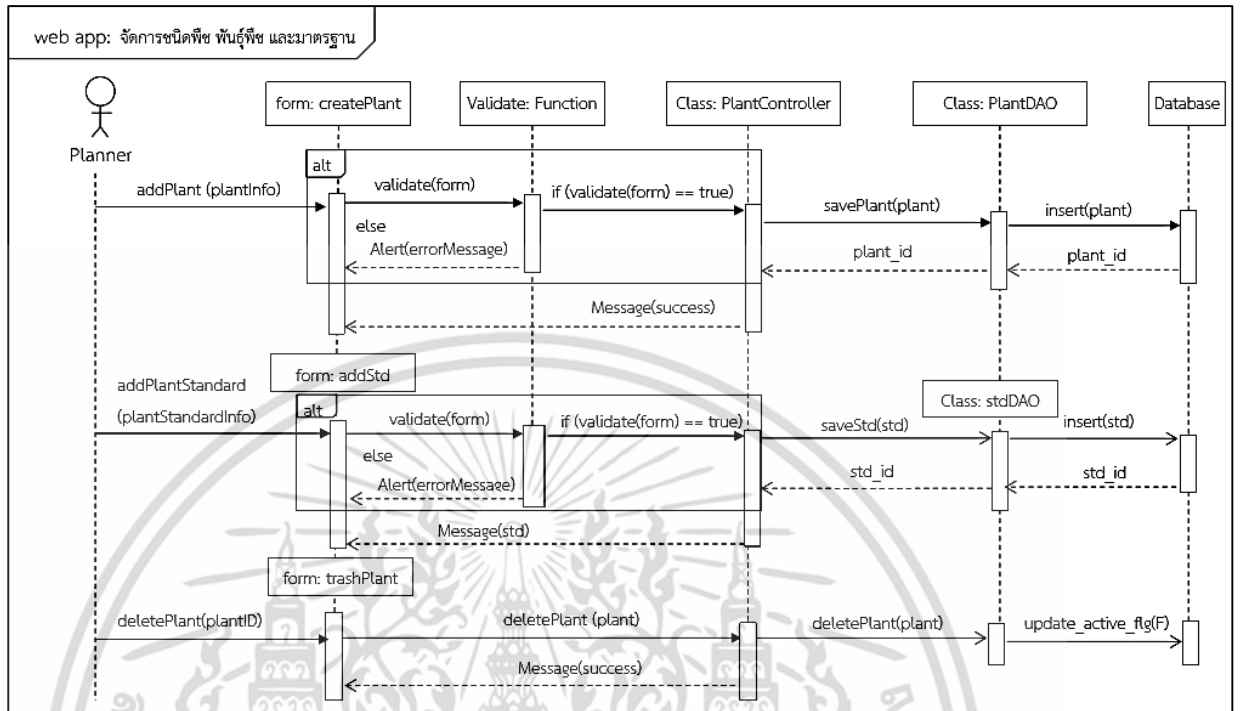 web app: จัดการชนิดพืช พันธุ์พืช และมาตรฐาน
form: createPlant
Validate: Function
Class: PlantController
Class: PlantDAO
Database
Planner
alt
addPlant (plantInfo)
validate(form)
if (validate(form) == true)
savePlant(plant)
insert(plant)
else
Alert(errorMessage)
plant_id
plant_id
Message(success)
form: addStd
addPlantStandard
(plantStandardInfo)
alt
Class: stdDAO
validate(form)
if (validate(form) == true)
saveStd(std)
insert(std)
else
Alert(errorMessage)
std_id
std_id
Message(std)
form: trashPlant
deletePlant(plantID)
deletePlant (plant)
deletePlant(plant)
update_active_flg(F)
Message(success)